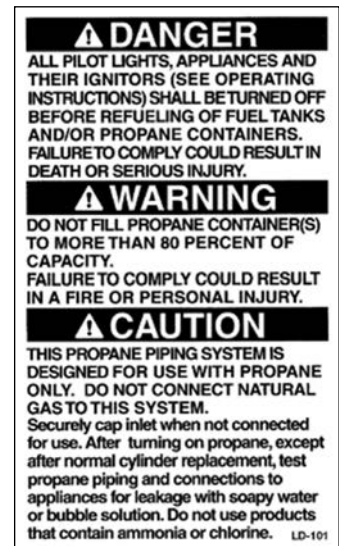 ⚠ DANGER
ALL PILOT LIGHTS, APPLIANCES AND
THEIR IGNITORS (SEE OPERATING
INSTRUCTIONS) SHALL BE TURNED OFF
BEFORE REFUELING OF FUEL TANKS
AND/OR PROPANE CONTAINERS.
FAILURE TO COMPLY COULD RESULT IN
DEATH OR SERIOUS INJURY.
⚠ WARNING
DO NOT FILL PROPANE CONTAINER(S)
TO MORE THAN 80 PERCENT OF
CAPACITY.
FAILURE TO COMPLY COULD RESULT
IN A FIRE OR PERSONAL INJURY.
⚠ CAUTION
THIS PROPANE PIPING SYSTEM IS
DESIGNED FOR USE WITH PROPANE
ONLY. DO NOT CONNECT NATURAL
GAS TO THIS SYSTEM.
Securely cap inlet when not connected
for use. After turning on propane, except
after normal cylinder replacement, test
propane piping and connections to
appliances for leakage with soapy water
or bubble solution. Do not use products
that contain ammonia or chlorine. LD-101